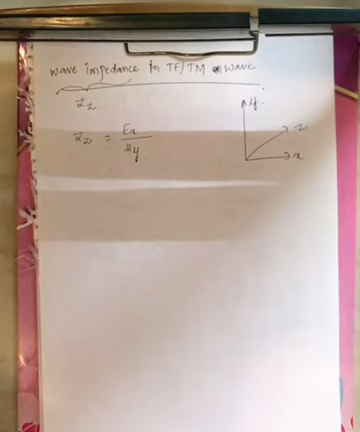 wave impedance in TE/TM wave
Zz
Zz = Ex / Hy
y
z
x